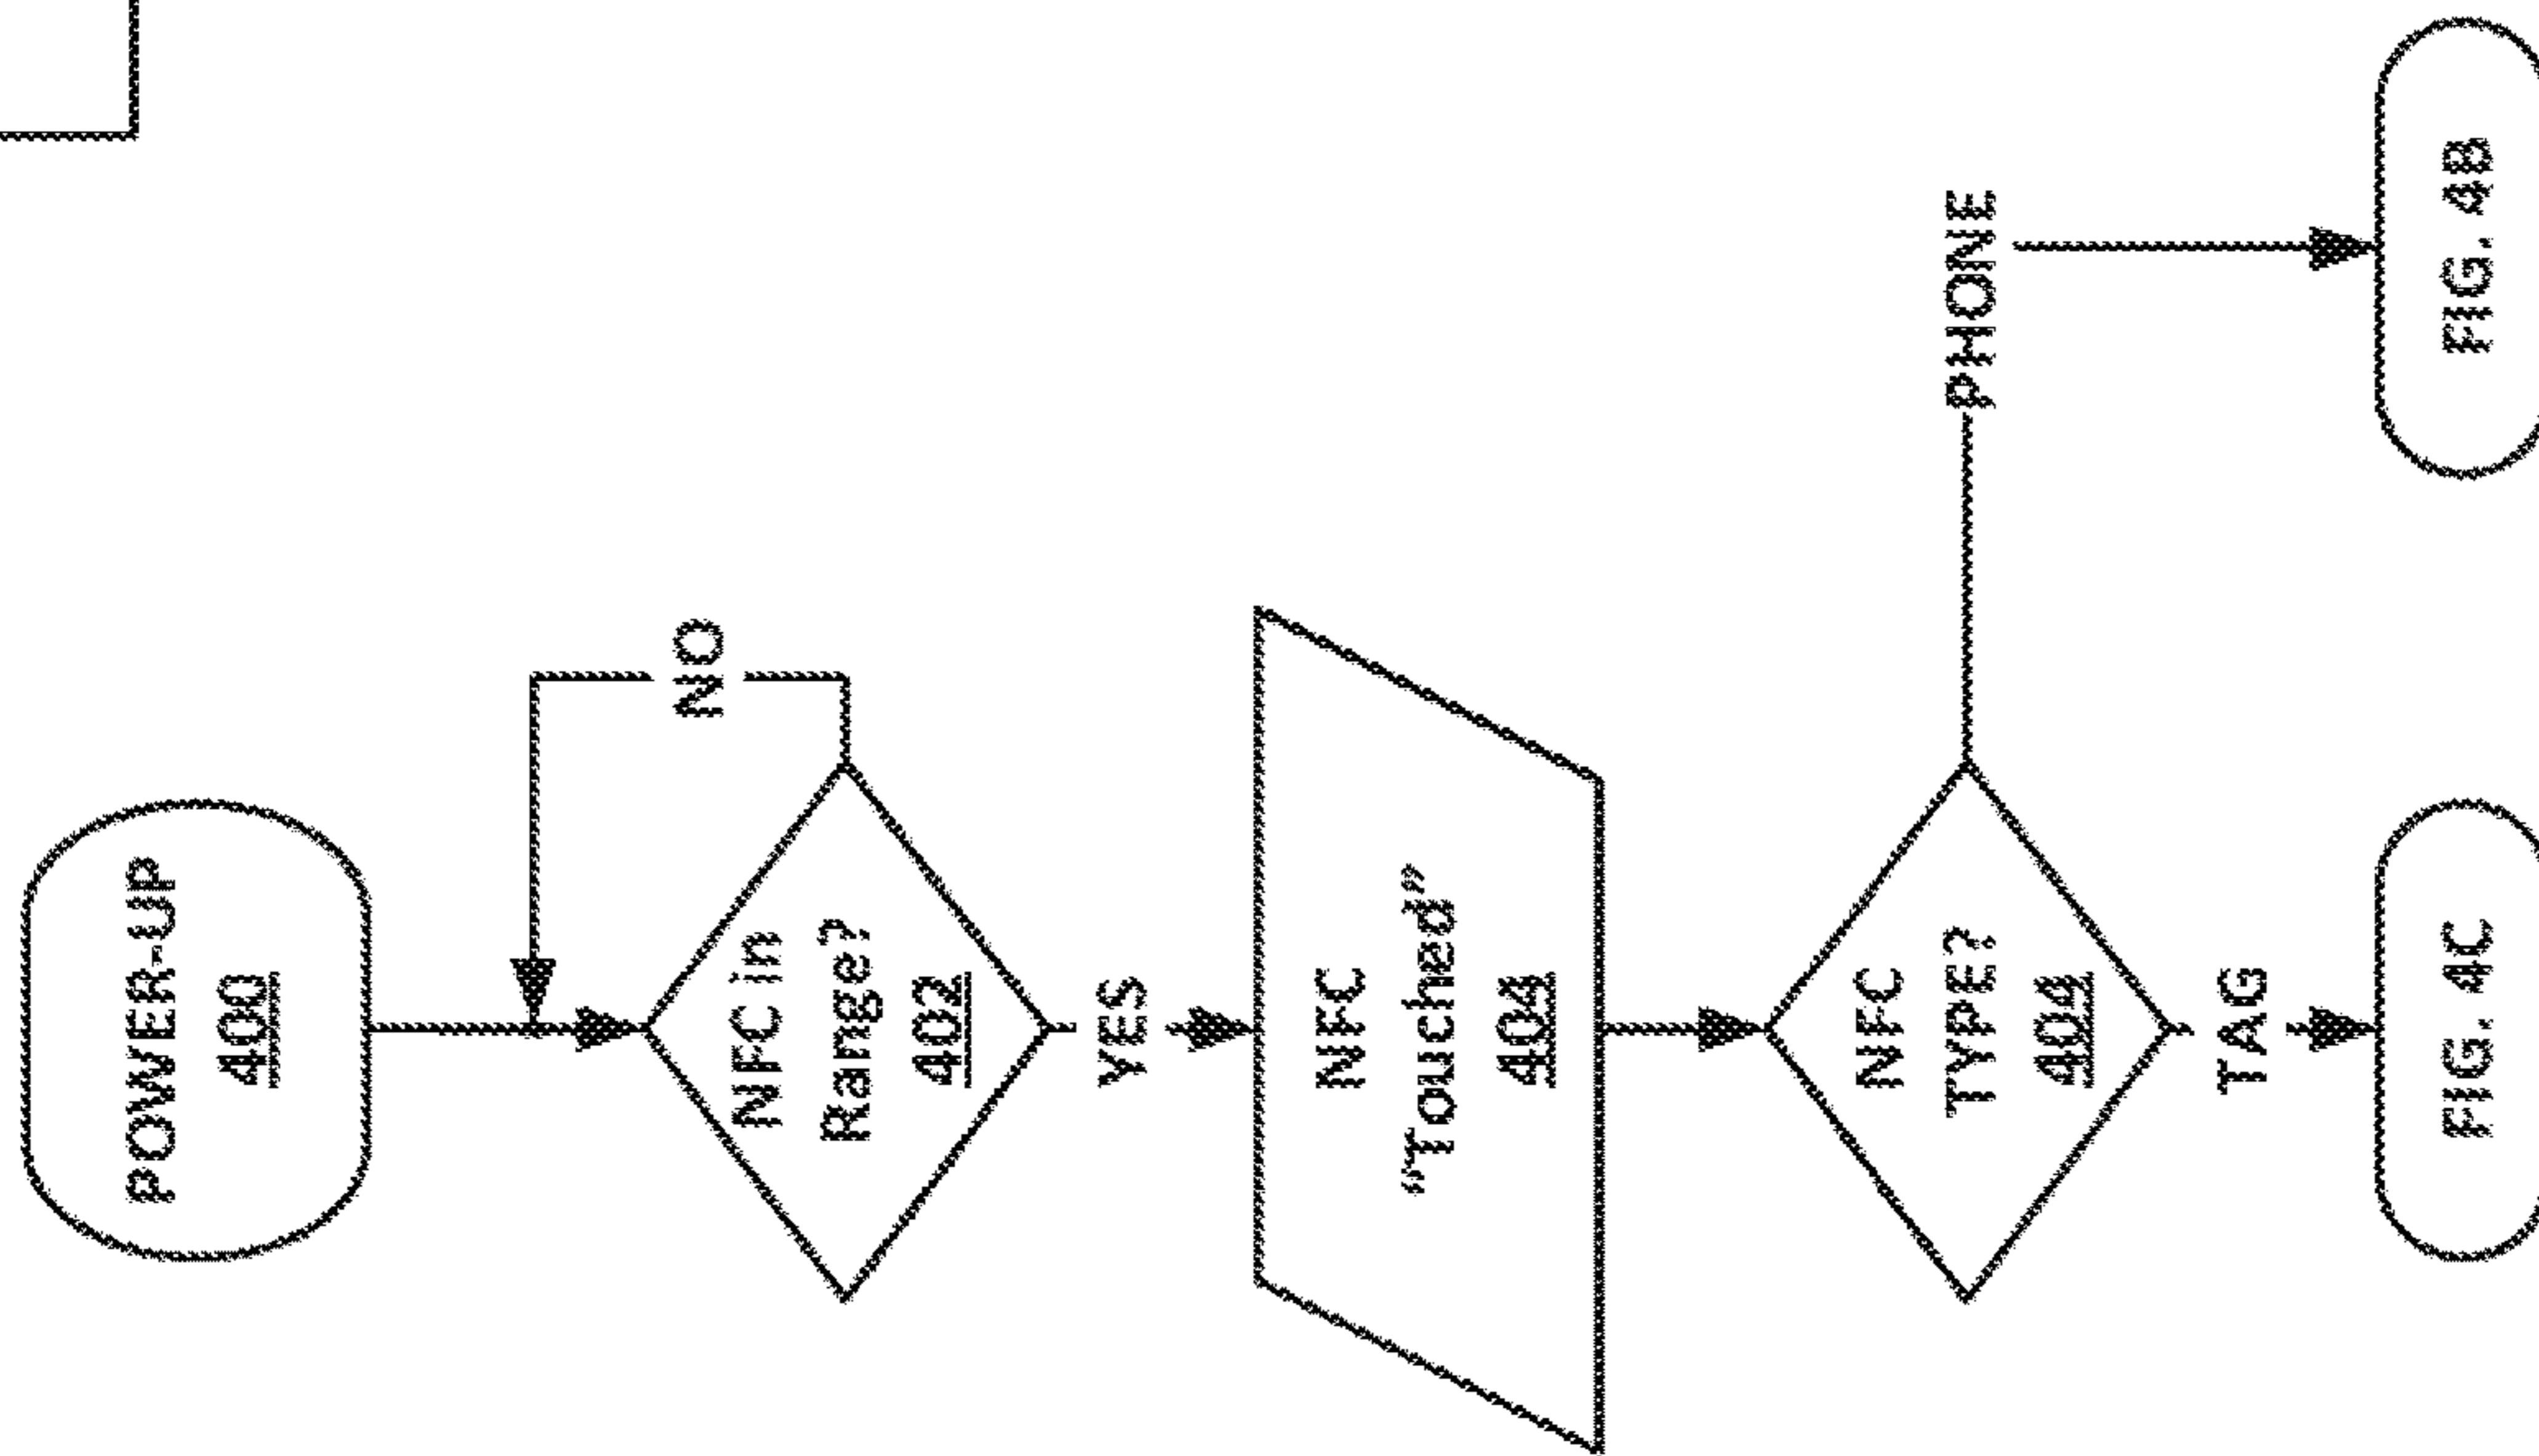 POWER-UP
400
NO
NFC in
Range?
402
YES
NFC
“Touched”
404
NFC
TYPE?
404
PHONE
TAG
FIG. 4C
FIG. 4B